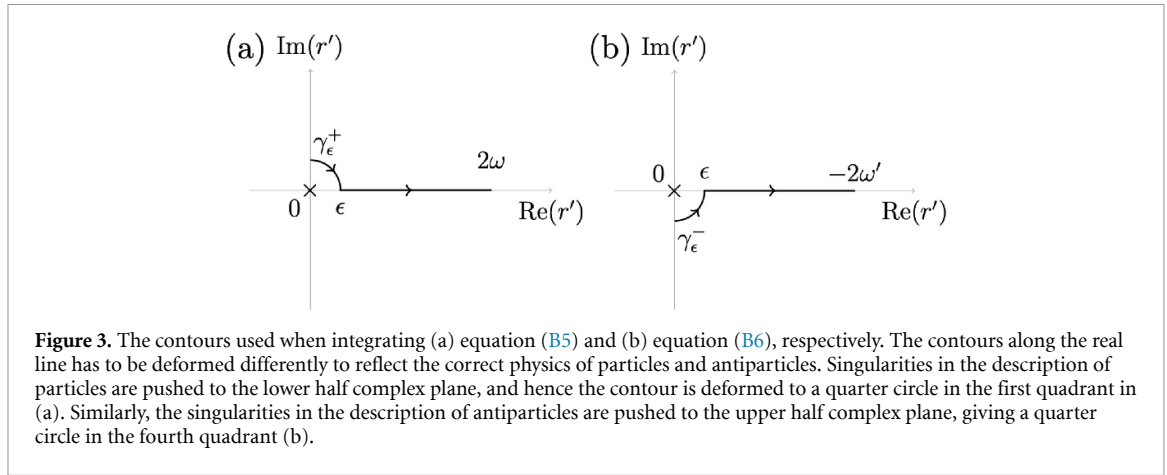 (a) Im(r′)
γ_ϵ^+
2ω
0 ϵ
Re(r′)
(b) Im(r′)
0 ϵ
−2ω′
Re(r′)
γ_ϵ^−
Figure 3. The contours used when integrating (a) equation (B5) and (b) equation (B6), respectively. The contours along the real
line has to be deformed differently to reflect the correct physics of particles and antiparticles. Singularities in the description of
particles are pushed to the lower half complex plane, and hence the contour is deformed to a quarter circle in the first quadrant in
(a). Similarly, the singularities in the description of antiparticles are pushed to the upper half complex plane, giving a quarter
circle in the fourth quadrant (b).